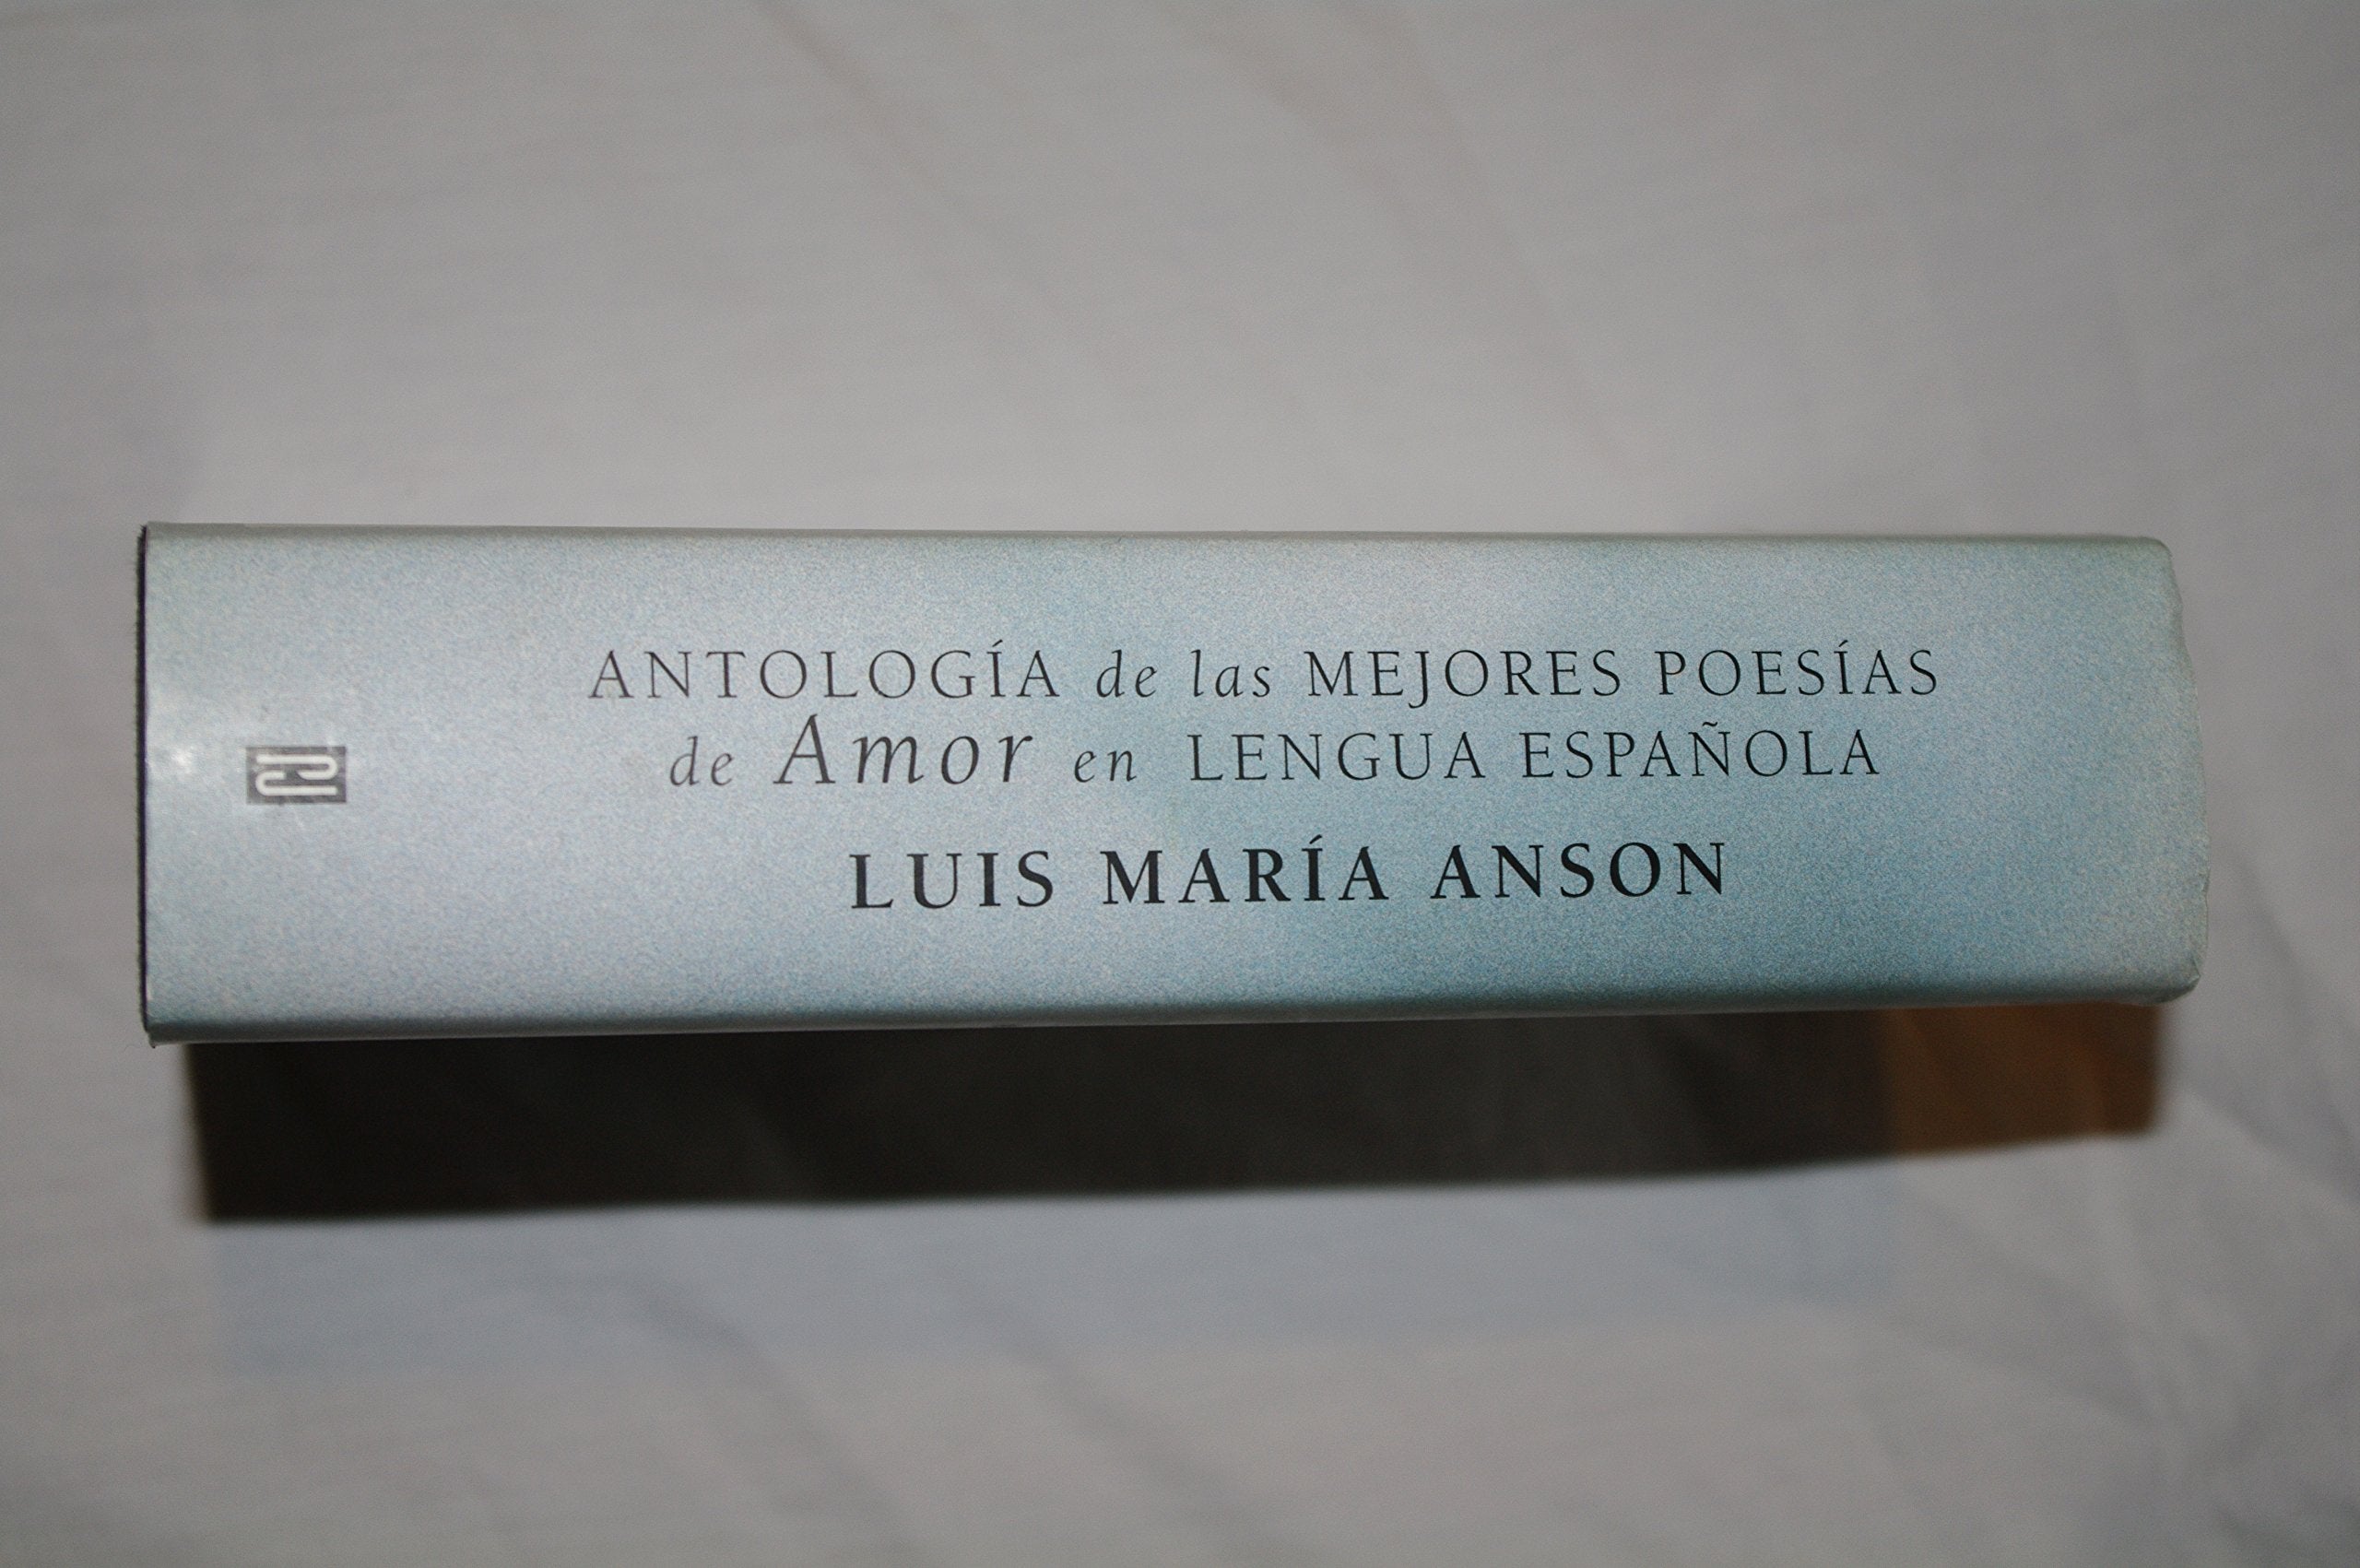 ANTOLOGÍA de las MEJORES POESÍAS
de Amor en LENGUA ESPAÑOLA
LUIS MARÍA ANSON